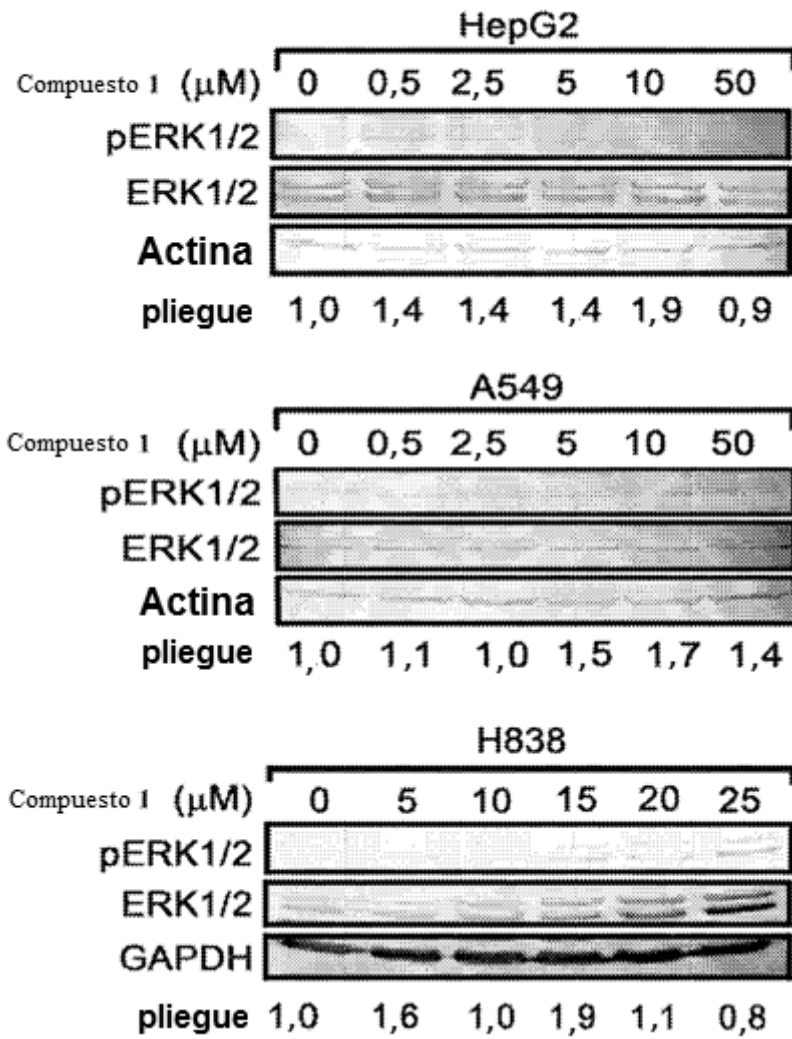 HepG2
Compuesto 1 (μM) 0 0,5 2,5 5 10 50
pERK1/2
ERK1/2
Actina
pliegue 1,0 1,4 1,4 1,4 1,9 0,9
A549
Compuesto 1 (μM) 0 0,5 2,5 5 10 50
pERK1/2
ERK1/2
Actina
pliegue 1,0 1,1 1,0 1,5 1,7 1,4
H838
Compuesto 1 (μM) 0 5 10 15 20 25
pERK1/2
ERK1/2
GAPDH
pliegue 1,0 1,6 1,0 1,9 1,1 0,8